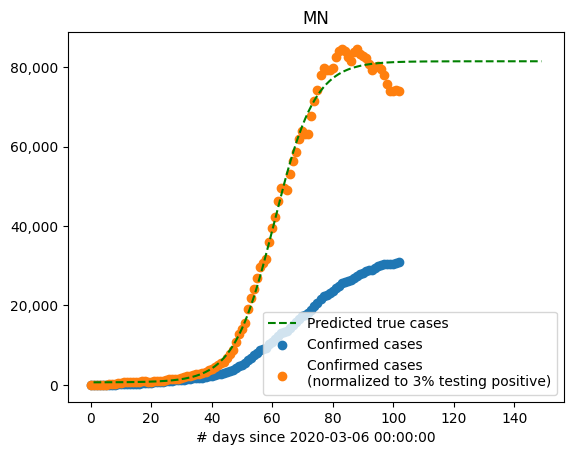 MN
80,000
60,000
40,000
20,000
0
Predicted true cases
Confirmed cases
Confirmed cases
(normalized to 3% testing positive)
0 20 40 60 80 100 120 140
# days since 2020-03-06 00:00:00